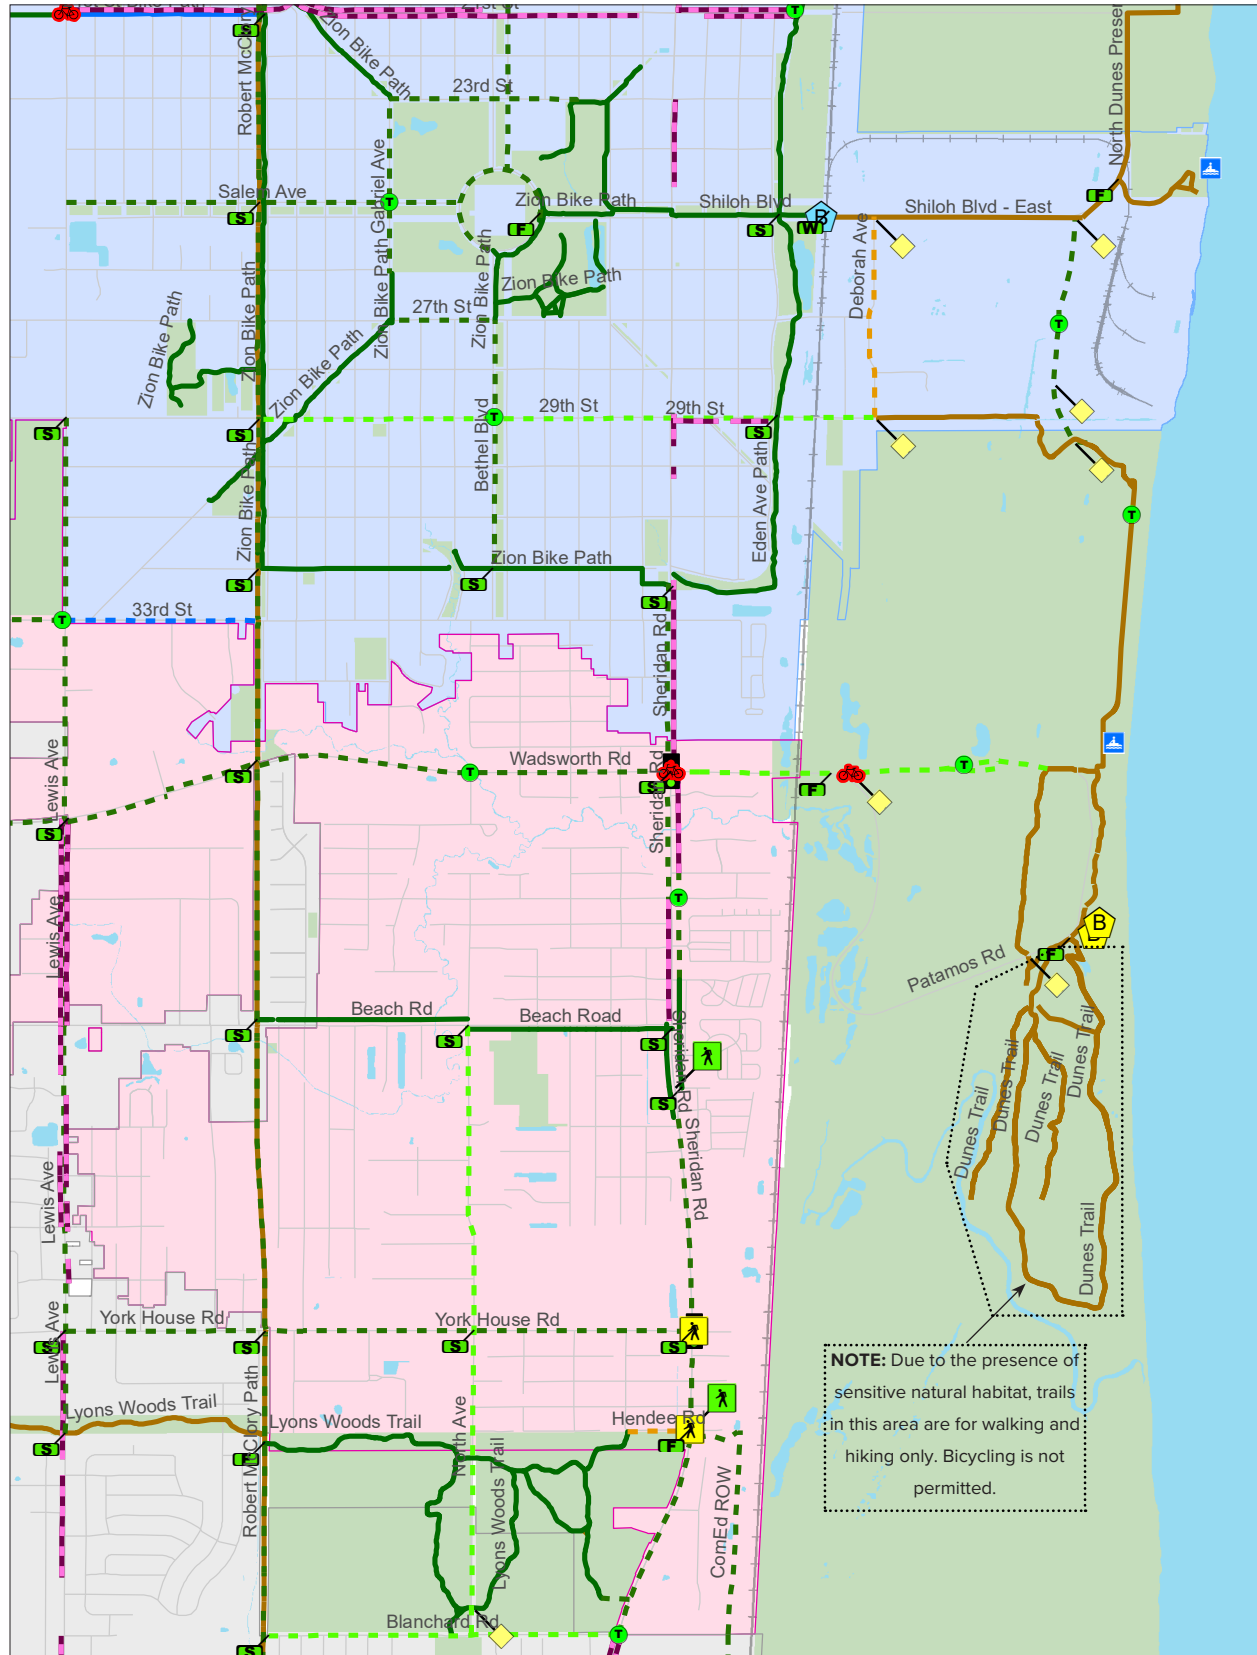 21st St
Zion Bike Path
23rd St
Robert McClory
North Dunes Preser
T
S
Salem Ave
Zion Bike Path
Gabriel Ave
Zion Bike Path
Shiloh Blvd
Shiloh Blvd - East
F
B
W
Deborah Ave
Zion Bike Path
27th St
Zion Bike Path
Zion Bike Path
Zion Bike Path
Zion Bike Path
29th St
29th St
Bethel Blvd
Zion Bike Path
Eden Ave Path
Zion Bike Path
33rd St
Sheridan Rd
Wadsworth Rd
Lewis Ave
Sheridan Rd
Lewis Ave
B
Patamos Rd
Beach Rd
Beach Road
Sheridan Rd
Dunes Trail
Dunes Trail
Dunes Trail
Dunes Trail
Sheridan Rd
Lewis Ave
Dunes Trail
York House Rd
York House Rd
Lewis Ave
NOTE: Due to the presence of
sensitive natural habitat, trails
in this area are for walking and
hiking only. Bicycling is not
permitted.
Lyons Woods Trail
Lyons Woods Trail
Hendee Rd
Robert McClory Path
North Ave
Lyons Woods Trail
ComEd ROW
Blanchard Rd